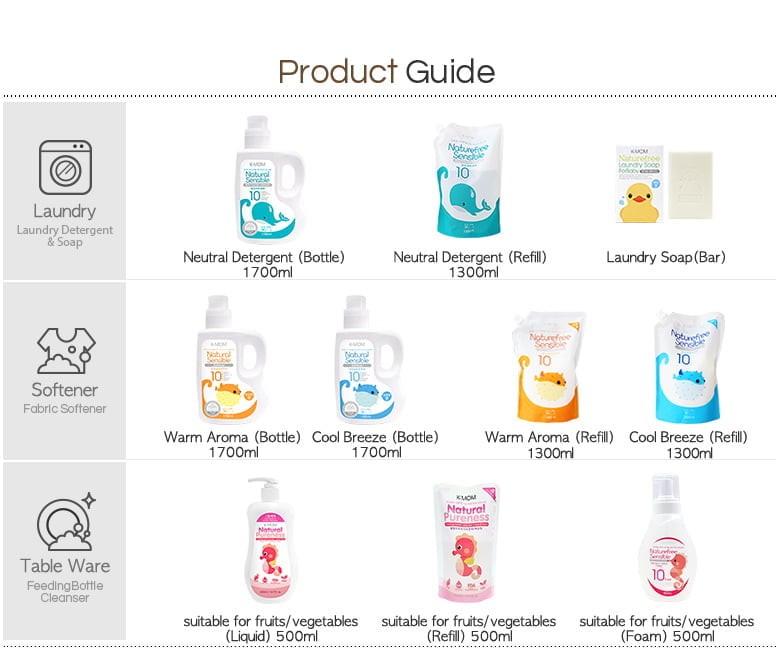 Product Guide
K-MOM
Natural
Sensible
10
K-MOM
Naturefree
Sensible
10
K-MOM
Naturefree
Laundry Soap
ForBaby
Laundry
Laundry Detergent
& Soap
Neutral Detergent (Bottle)
1700ml
Neutral Detergent (Refill)
1300ml
Laundry Soap(Bar)
K-MOM
Natural
Sensible
10
K-MOM
Natural
Sensible
10
Naturefree
Sensible
10
Naturefree
Sensible
10
Softener
Fabric Softener
Warm Aroma (Bottle)
1700ml
Cool Breeze (Bottle)
1700ml
Warm Aroma (Refill)
1300ml
Cool Breeze (Refill)
1300ml
K-MOM
Natural
Pureness
K-MOM
Natural
Pureness
Naturefree
Sensible
10
Table Ware
FeedingBottle
Cleanser
suitable for fruits/vegetables
(Liquid) 500ml
suitable for fruits/vegetables
(Refill) 500ml
suitable for fruits/vegetables
(Foam) 500ml